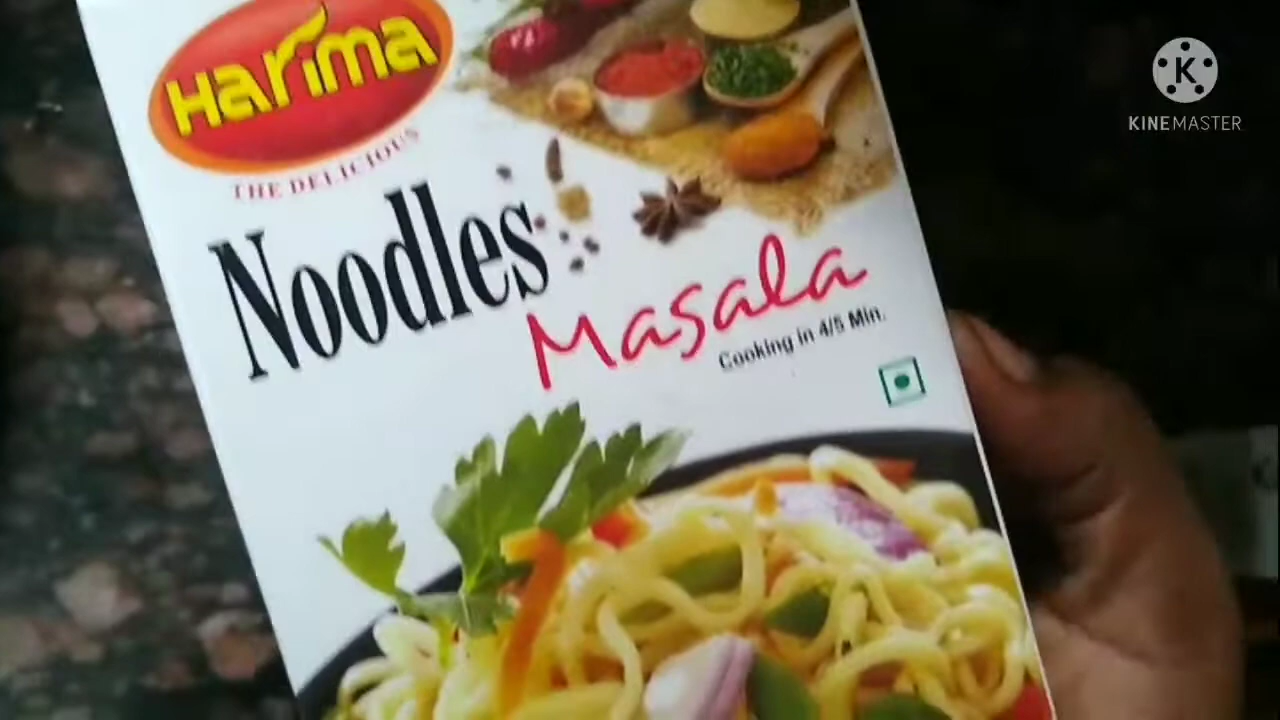 Harima
THE DELICIOUS
Noodles
Masala
Cooking in 4/5 Min.
K
KINEMASTER